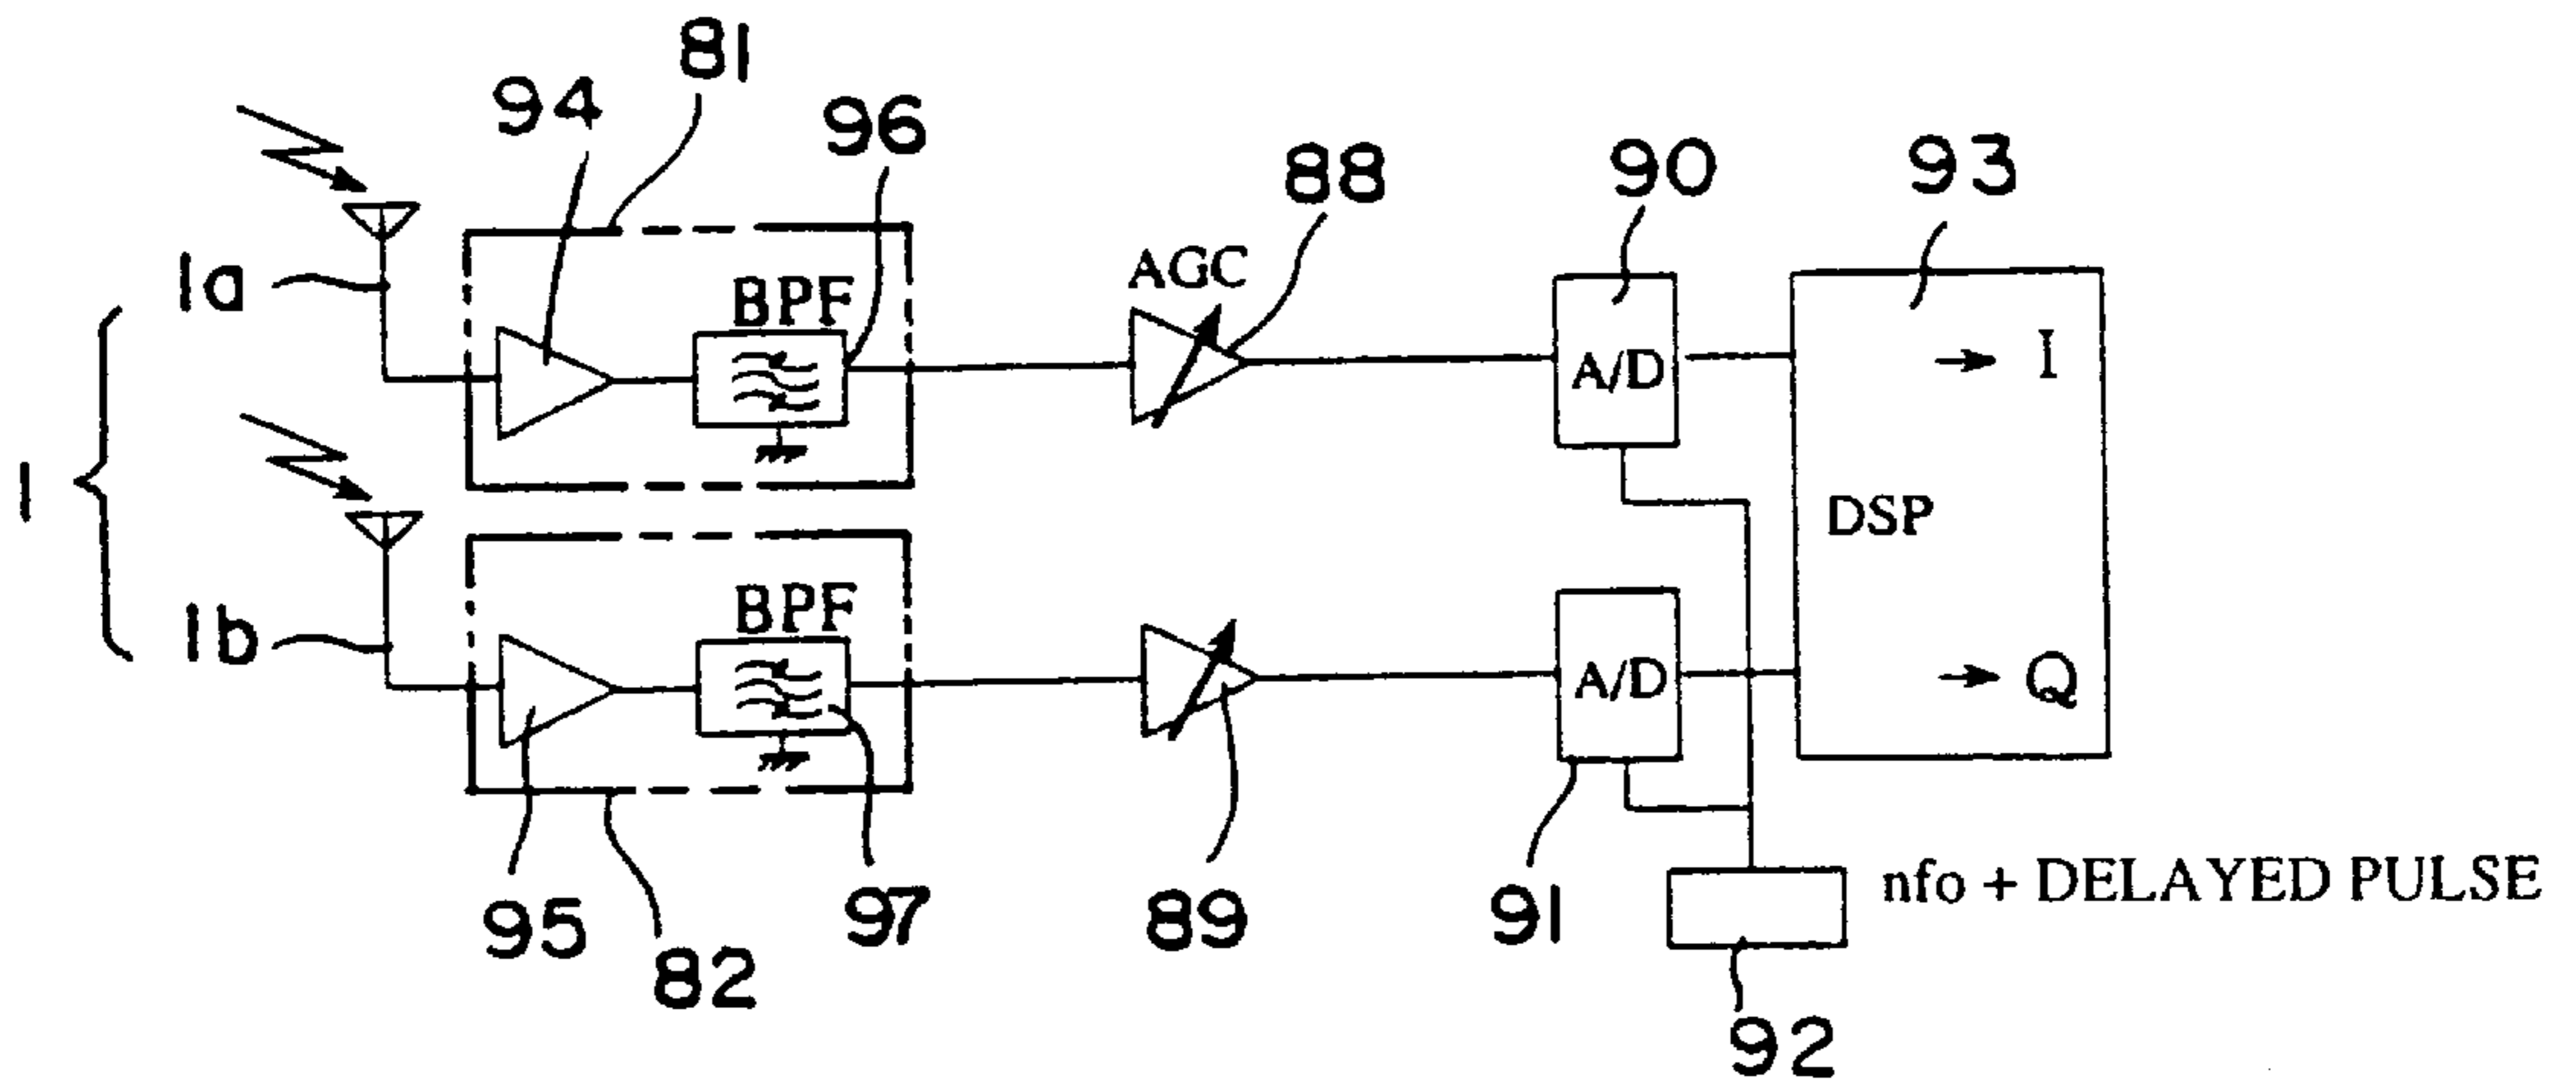 81
94
96
88
90
93
1a
AGC
BPF
A/D
I
1
DSP
1b
BPF
A/D
Q
nfo + DELAYED PULSE
95
97
89
91
82
92